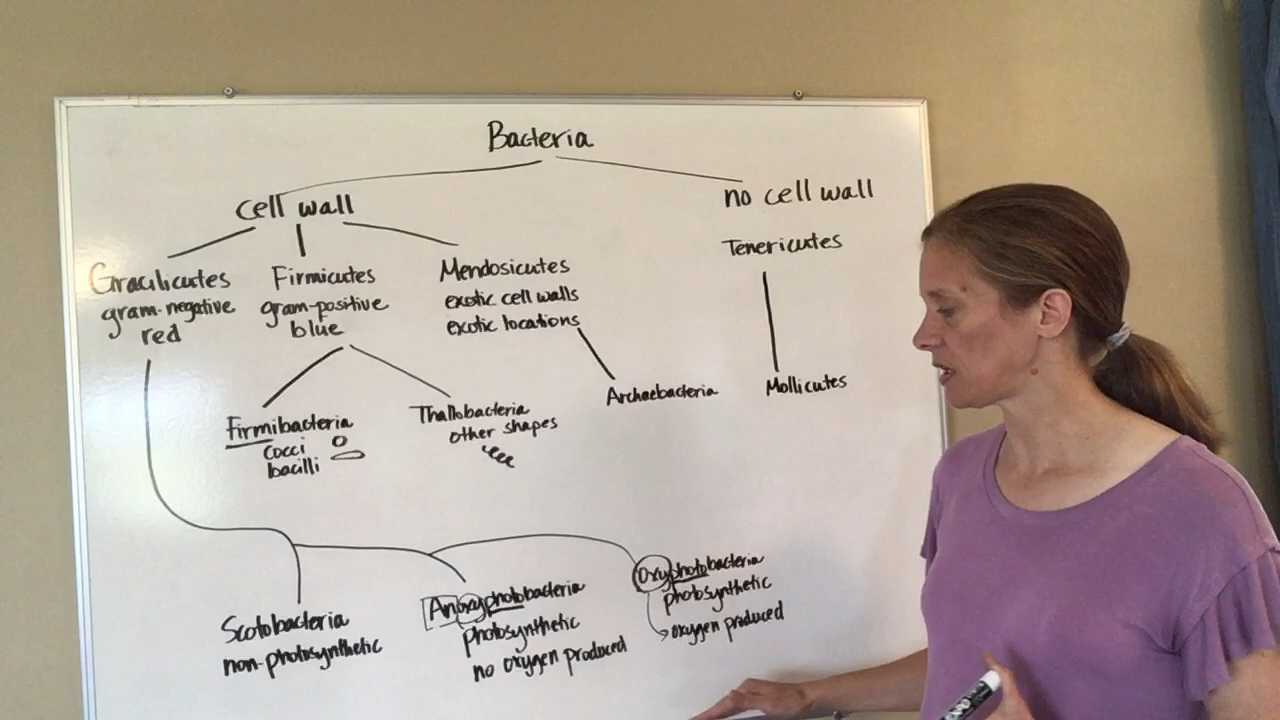 Bacteria
cell wall
no cell wall
Gracilicutes
gram-negative
red
Firmicutes
gram-positive
blue
Mendosicutes
exotic cell walls
exotic locations
Tenericutes
Firmibacteria
cocci
bacilli
Thallobacteria
other shapes
Archaebacteria
Mollicutes
Scotobacteria
non-photosynthetic
Anoxyphotobacteria
photosynthetic
no oxygen produced
Oxyphotobacteria
photosynthetic
oxygen produced